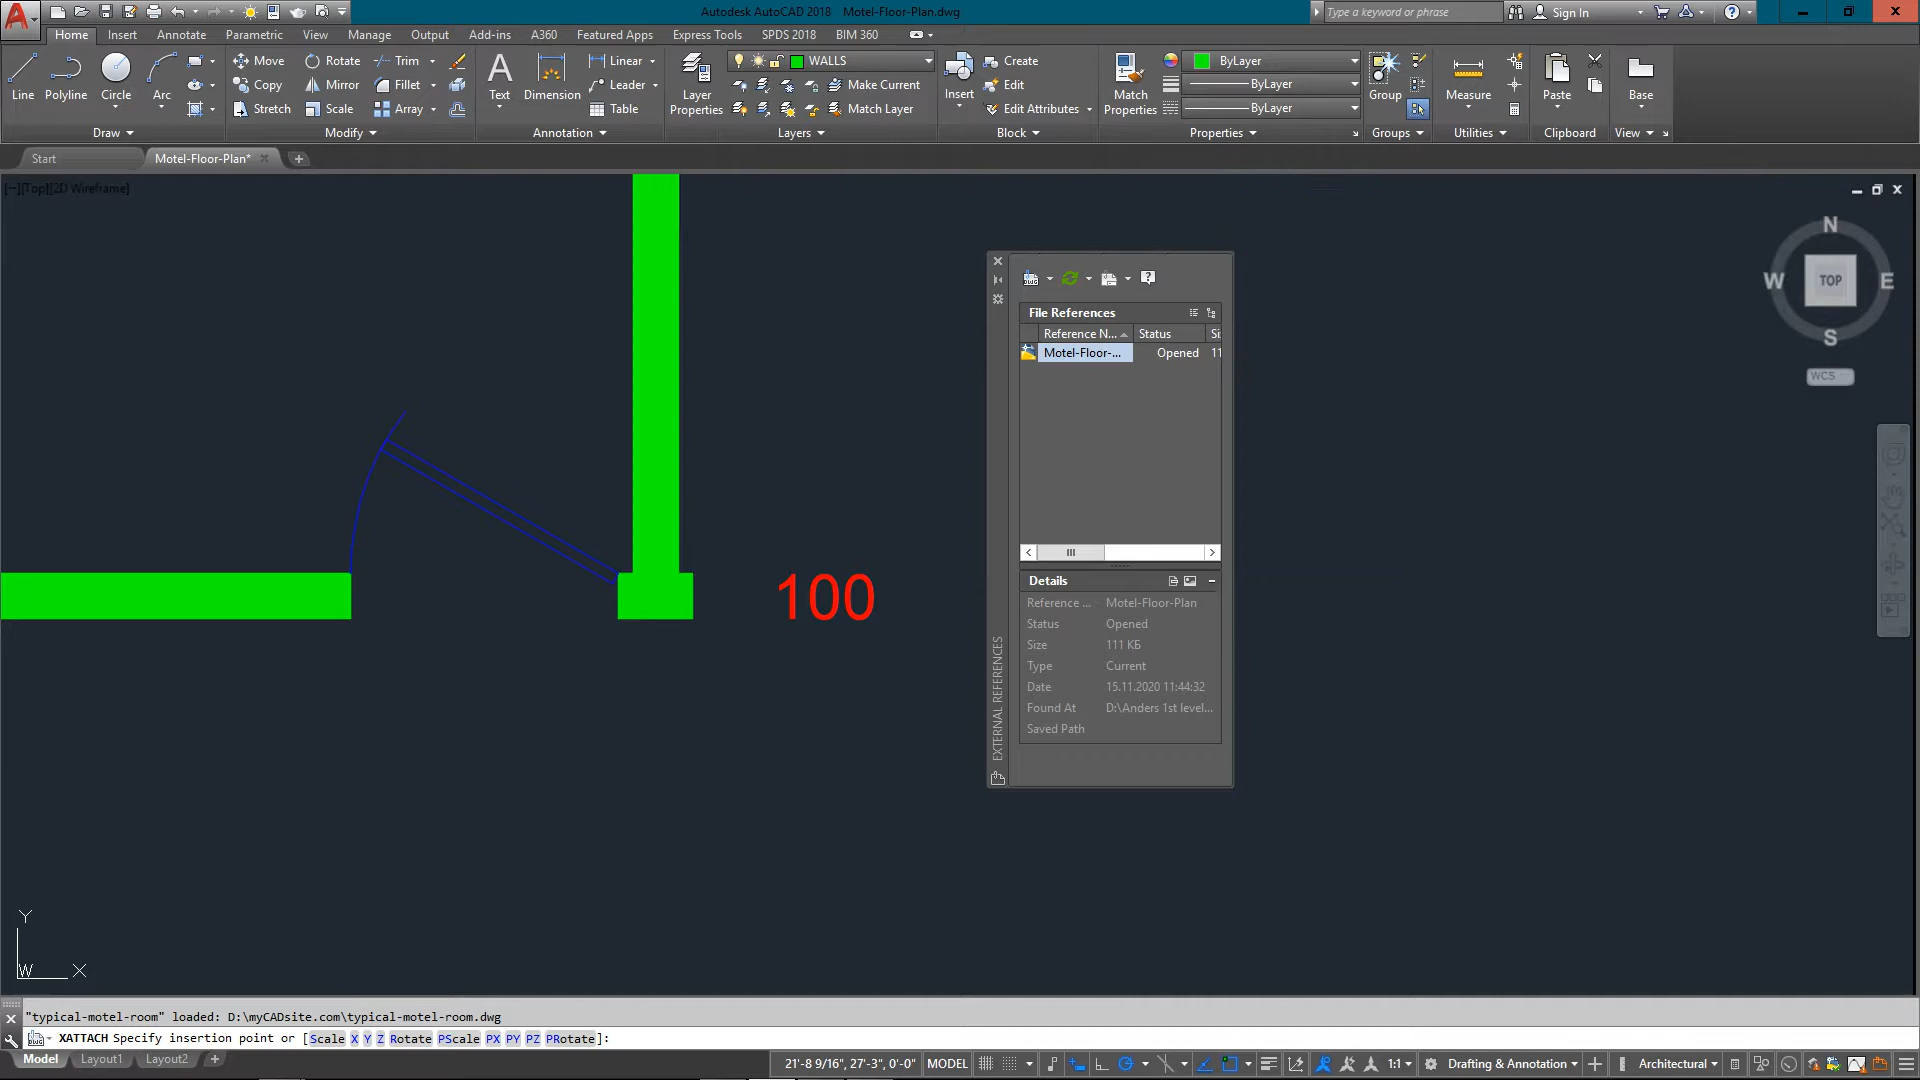 Autodesk AutoCAD 2018 Motel-Floor-Plan.dwg
Type a keyword or phrase
Sign In
Home Insert Annotate Parametric View Manage Output Add-ins A360 Featured Apps Express Tools SPDS 2018 BIM 360
Line Polyline Circle Arc
Move Rotate Trim
Copy Mirror Fillet
Stretch Scale Array
Text Dimension
Linear
Leader
Table
Layer Properties
WALLS
Make Current
Match Layer
Insert
Create
Edit
Edit Attributes
Match Properties
ByLayer
ByLayer
ByLayer
Group
Measure
Paste
Base
Draw Modify Annotation Layers Block Properties Groups Utilities Clipboard View
Start Motel-Floor-Plan*
[−][Top][2D Wireframe]
N
W TOP E
S
WCS
File References
Reference N... Status Si
Motel-Floor-... Opened 11
Details
Reference ... Motel-Floor-Plan
Status Opened
Size 111 КБ
Type Current
Date 15.11.2020 11:44:32
Found At D:\Anders 1st level...
Saved Path
EXTERNAL REFERENCES
100
Y
W X
"typical-motel-room" loaded: D:\myCADsite.com\typical-motel-room.dwg
XATTACH Specify insertion point or [Scale X Y Z Rotate PScale PX PY PZ PRotate]:
Model Layout1 Layout2
21'-8 9/16", 27'-3", 0'-0" MODEL 1:1 Drafting & Annotation Architectural